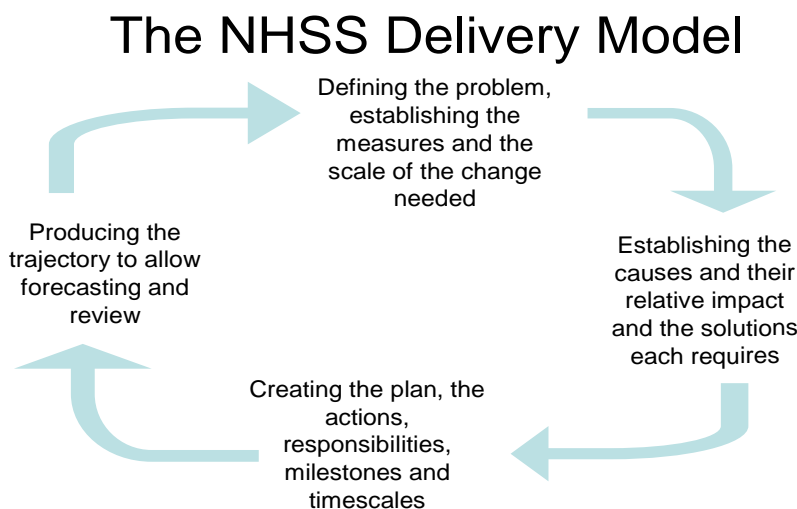 The NHSS Delivery Model
Defining the problem,
establishing the
measures and the
scale of the change
needed
Establishing the
causes and their
relative impact
and the solutions
each requires
Creating the plan, the
actions,
responsibilities,
milestones and
timescales
Producing the
trajectory to allow
forecasting and
review